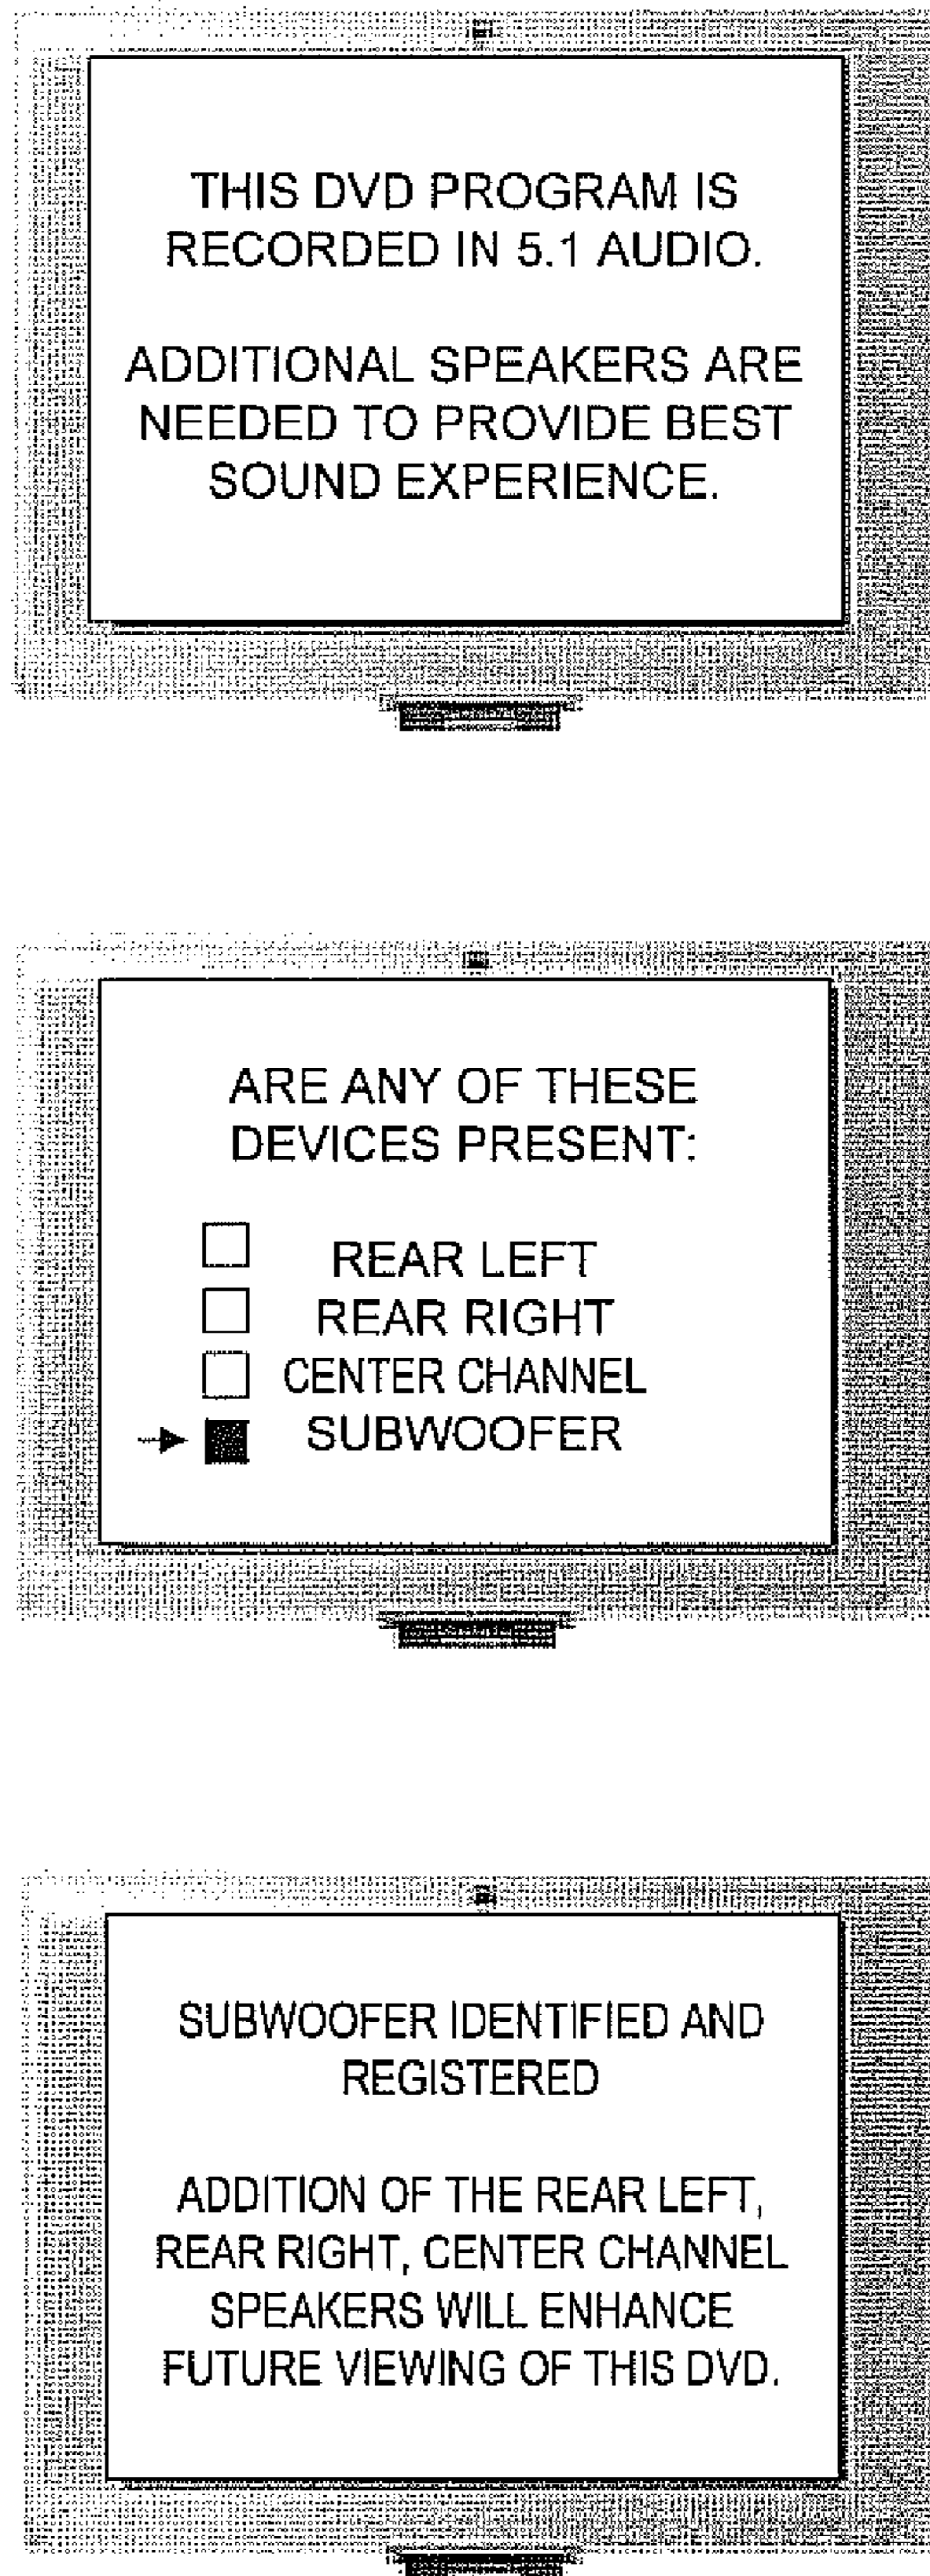 THIS DVD PROGRAM IS
RECORDED IN 5.1 AUDIO.
ADDITIONAL SPEAKERS ARE
NEEDED TO PROVIDE BEST
SOUND EXPERIENCE.
ARE ANY OF THESE
DEVICES PRESENT:
REAR LEFT
REAR RIGHT
CENTER CHANNEL
SUBWOOFER
SUBWOOFER IDENTIFIED AND
REGISTERED
ADDITION OF THE REAR LEFT,
REAR RIGHT, CENTER CHANNEL
SPEAKERS WILL ENHANCE
FUTURE VIEWING OF THIS DVD.